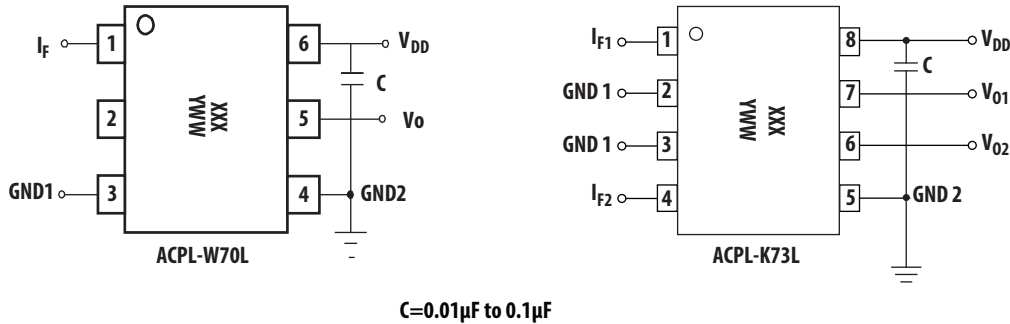 I_F 1 6 V_DD
C
XXX
YWW
2 5 Vo
GND1 3 4 GND2
ACPL-W70L
I_F1 1 8 V_DD
C
GND 1 2 7 V_O1
XXX
YWW
GND 1 3 6 V_O2
I_F2 4 5 GND 2
ACPL-K73L
C=0.01µF to 0.1µF